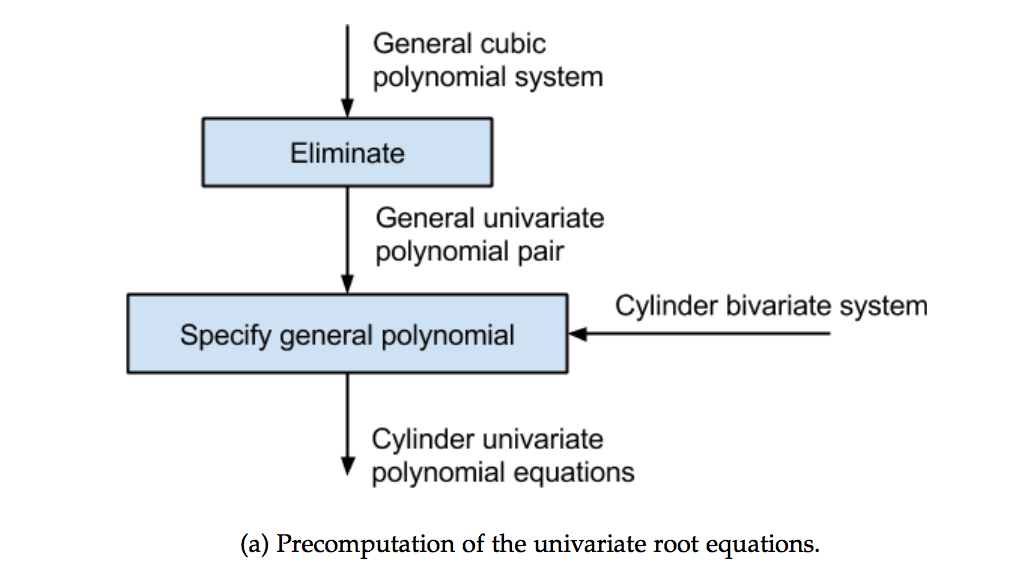 General cubic
polynomial system
Eliminate
General univariate
polynomial pair
Cylinder bivariate system
Specify general polynomial
Cylinder univariate
polynomial equations
(a) Precomputation of the univariate root equations.